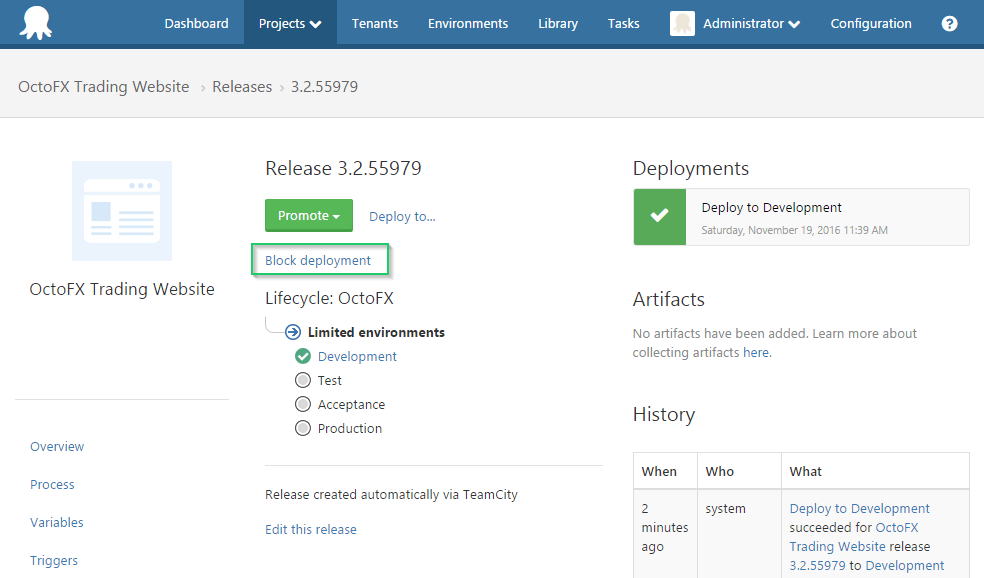 Dashboard Projects Tenants Environments Library Tasks Administrator Configuration ?
OctoFX Trading Website › Releases › 3.2.55979
OctoFX Trading Website
Overview
Process
Variables
Triggers
Release 3.2.55979
Promote Deploy to...
Block deployment
Lifecycle: OctoFX
Limited environments
Development
Test
Acceptance
Production
Release created automatically via TeamCity
Edit this release
Deployments
Deploy to Development
Saturday, November 19, 2016 11:39 AM
Artifacts
No artifacts have been added. Learn more about
collecting artifacts here.
History
When Who What
2 minutes ago
system
Deploy to Development
succeeded for OctoFX
Trading Website release
3.2.55979 to Development